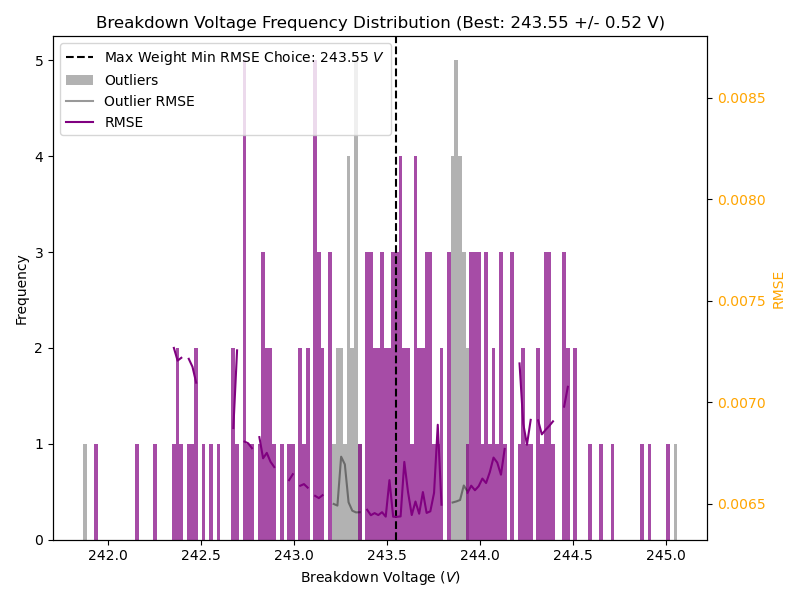 Breakdown Voltage Frequency Distribution (Best: 243.55 +/- 0.52 V)
Max Weight Min RMSE Choice: 243.55 V
Outliers
Outlier RMSE
RMSE
5
4
3
2
1
0
Frequency
0.0085
0.0080
0.0075
0.0070
0.0065
RMSE
242.0 242.5 243.0 243.5 244.0 244.5 245.0
Breakdown Voltage (V)